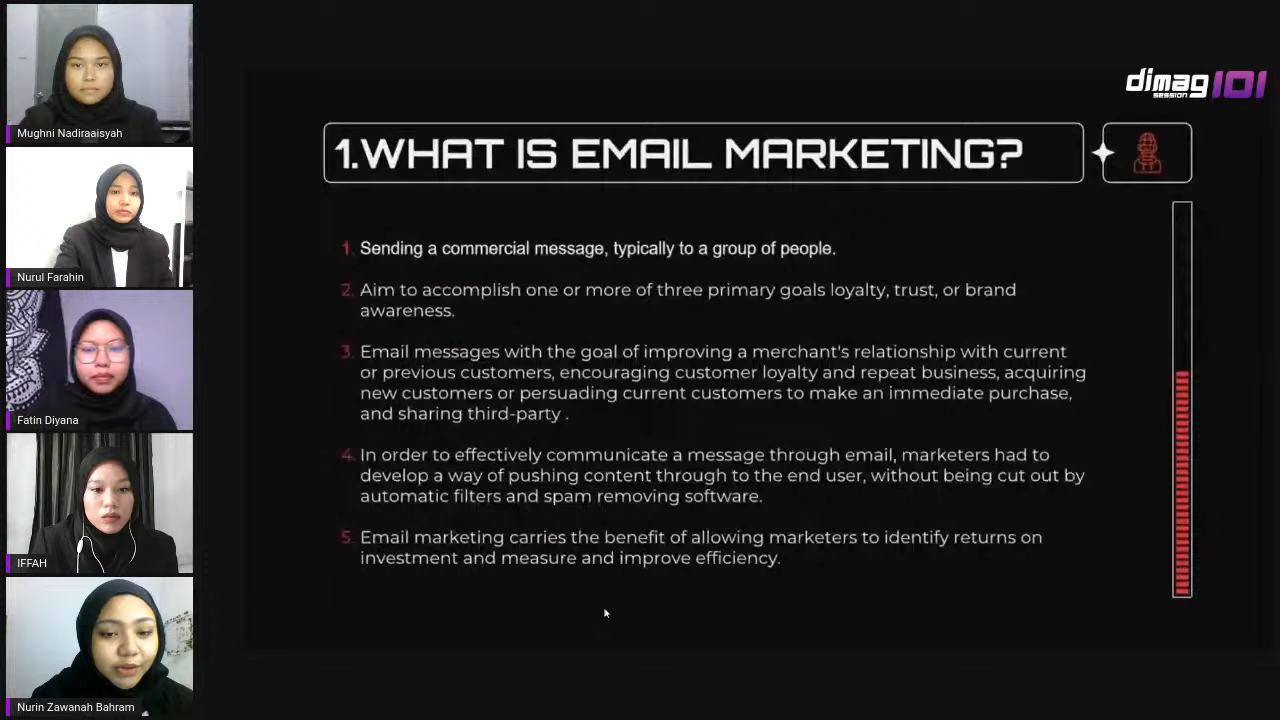 Mughni Nadiraaisyah
Nurul Farahin
Fatin Diyana
IFFAH
Nurin Zawanah Bahram
dimag 101
session
1.WHAT IS EMAIL MARKETING?
1. Sending a commercial message, typically to a group of people.
2. Aim to accomplish one or more of three primary goals loyalty, trust, or brand
awareness.
3. Email messages with the goal of improving a merchant's relationship with current
or previous customers, encouraging customer loyalty and repeat business, acquiring
new customers or persuading current customers to make an immediate purchase,
and sharing third-party .
4. In order to effectively communicate a message through email, marketers had to
develop a way of pushing content through to the end user, without being cut out by
automatic filters and spam removing software.
5. Email marketing carries the benefit of allowing marketers to identify returns on
investment and measure and improve efficiency.